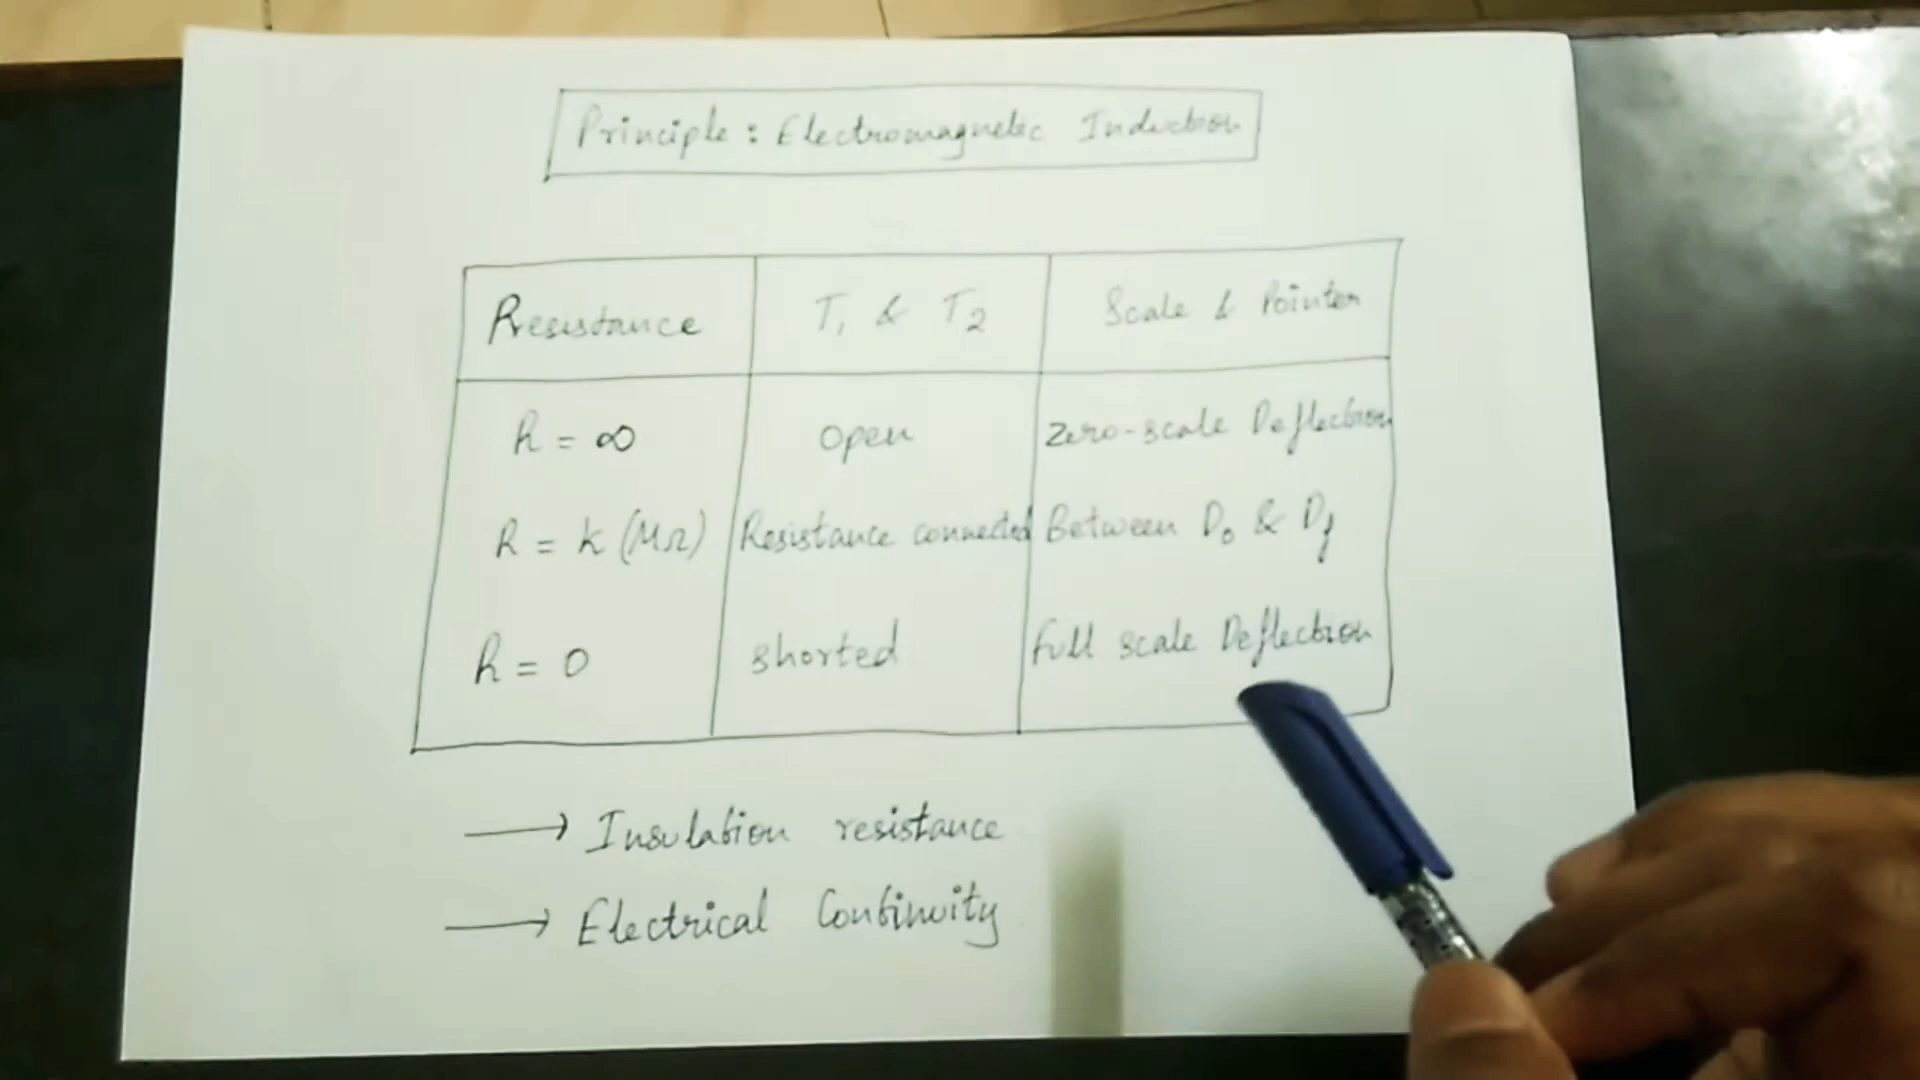 Principle: Electromagnetic Induction
Resistance T₁ & T₂ Scale & Pointer
R = ∞ open Zero-scale Deflection
R = k (MΩ) Resistance connected Between D₀ & Df
R = 0 shorted Full scale Deflection
→ Insulation resistance
→ Electrical Continuity